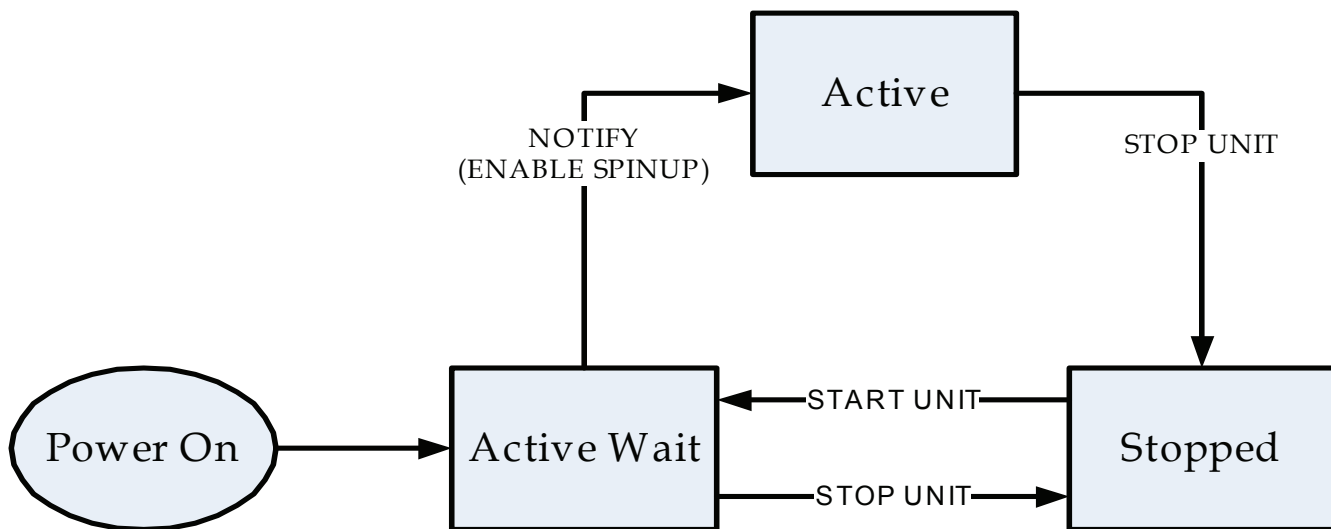 Active
NOTIFY
(ENABLE SPINUP)
STOP UNIT
Power On
Active Wait
START UNIT
STOP UNIT
Stopped